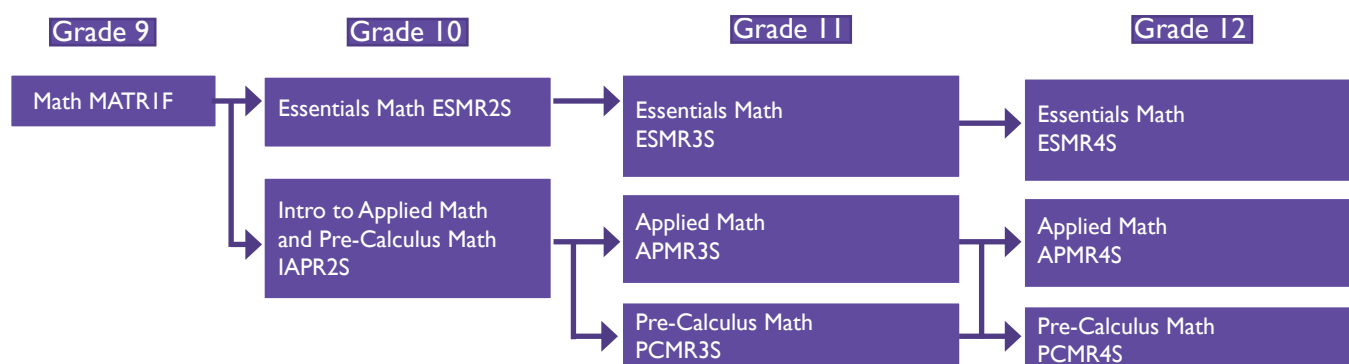 Grade 9
Grade 10
Grade 11
Grade 12
Math MATR1F
Essentials Math ESMR2S
Essentials Math
ESMR3S
Essentials Math
ESMR4S
Intro to Applied Math
and Pre-Calculus Math
IAPR2S
Applied Math
APMR3S
Applied Math
APMR4S
Pre-Calculus Math
PCMR3S
Pre-Calculus Math
PCMR4S